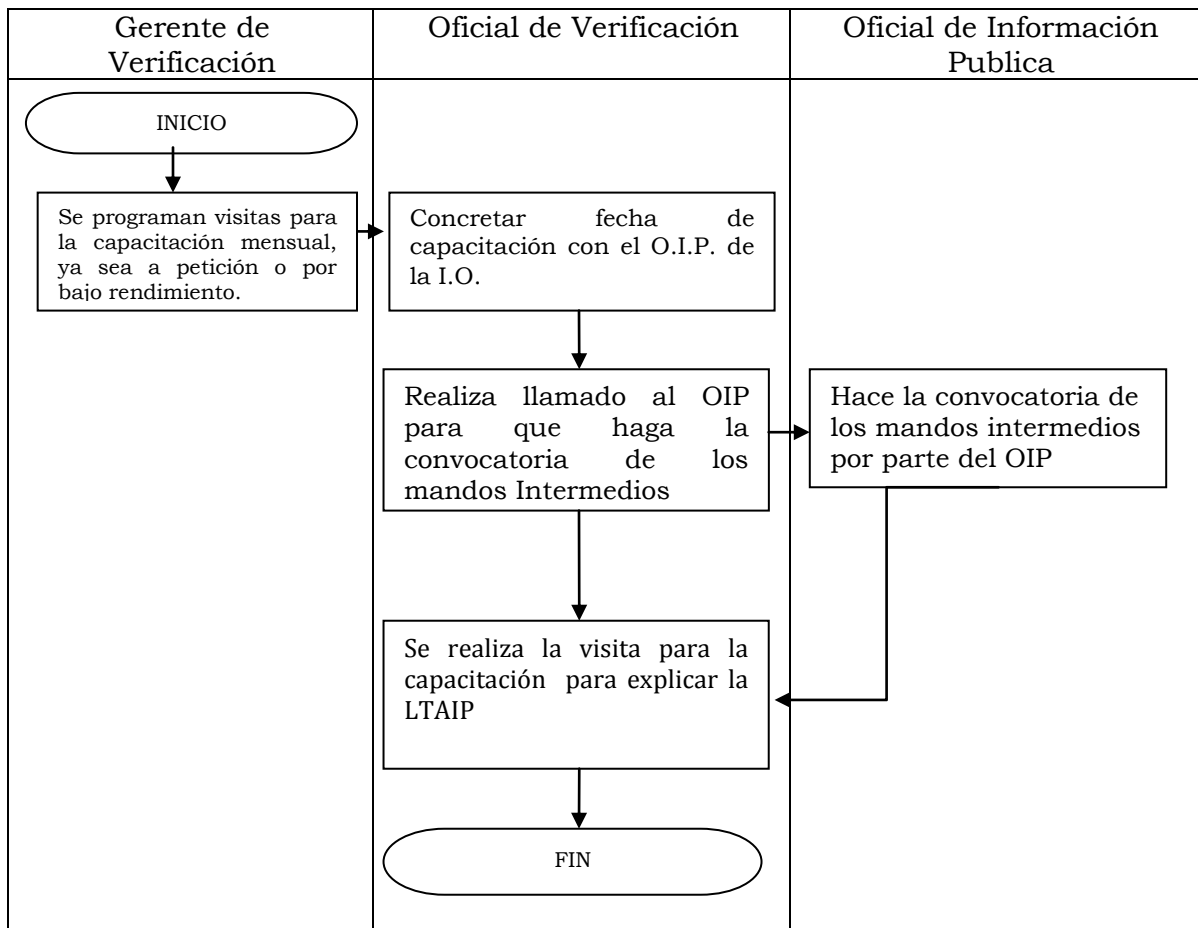 Gerente de
Verificación
Oficial de Verificación
Oficial de Información
Publica
INICIO
Se programan visitas para
la capacitación mensual,
ya sea a petición o por
bajo rendimiento.
Concretar fecha de
capacitación con el O.I.P. de
la I.O.
Realiza llamado al OIP
para que haga la
convocatoria de los
mandos Intermedios
Hace la convocatoria de
los mandos intermedios
por parte del OIP
Se realiza la visita para la
capacitación para explicar la
LTAIP
FIN